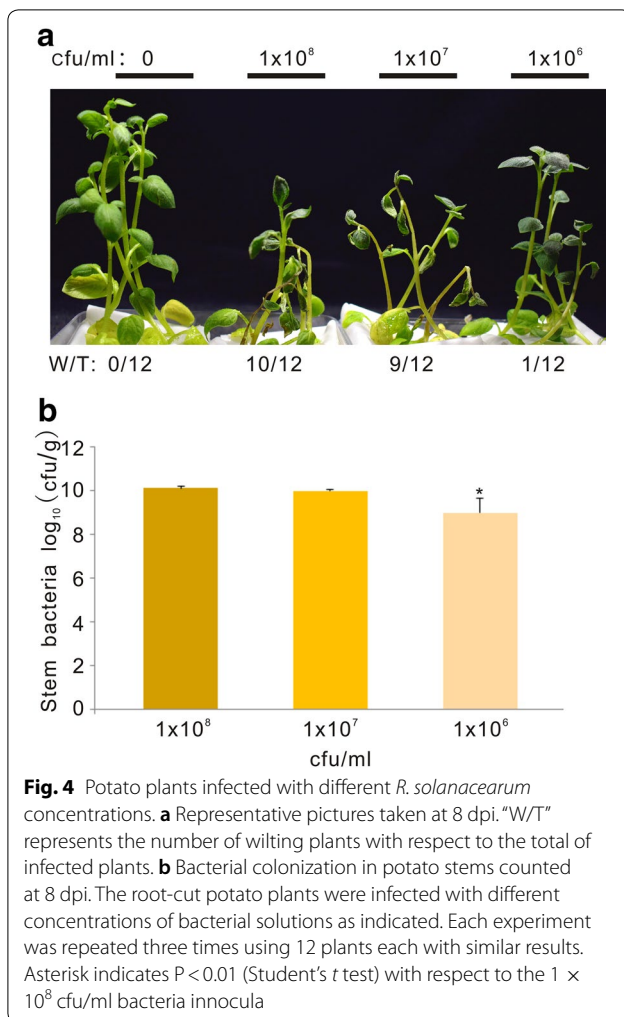 a
cfu/ml: 0 1x10⁸ 1x10⁷ 1x10⁶
W/T: 0/12 10/12 9/12 1/12
b
Stem bacteria log₁₀ (cfu/g)
12
10
8
6
4
2
0
*
1x10⁸ 1x10⁷ 1x10⁶
cfu/ml
Fig. 4 Potato plants infected with different R. solanacearum
concentrations. a Representative pictures taken at 8 dpi. "W/T"
represents the number of wilting plants with respect to the total of
infected plants. b Bacterial colonization in potato stems counted
at 8 dpi. The root-cut potato plants were infected with different
concentrations of bacterial solutions as indicated. Each experiment
was repeated three times using 12 plants each with similar results.
Asterisk indicates P < 0.01 (Student's t test) with respect to the 1 ×
10⁸ cfu/ml bacteria innocula